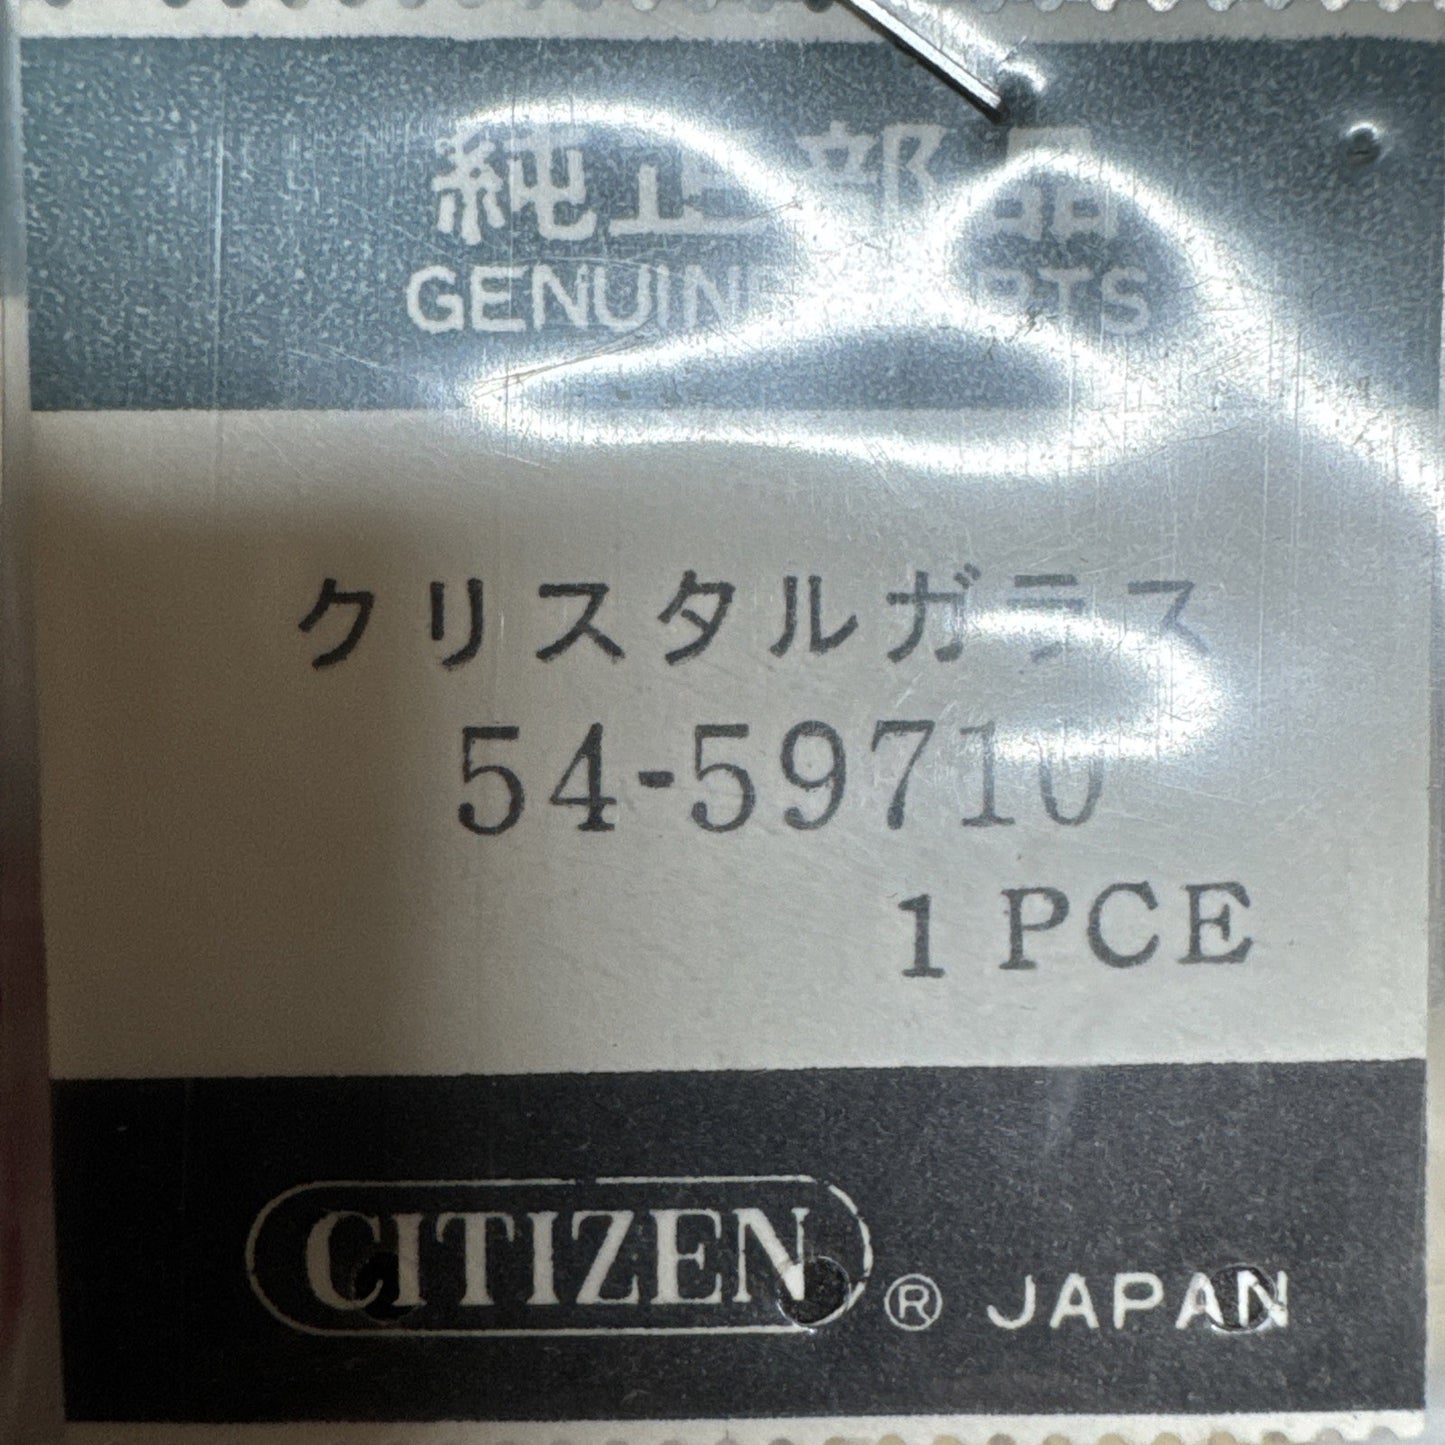 純正部品
GENUINE PARTS
クリスタルガラス
54-59710
1 PCE
CITIZEN ® JAPAN